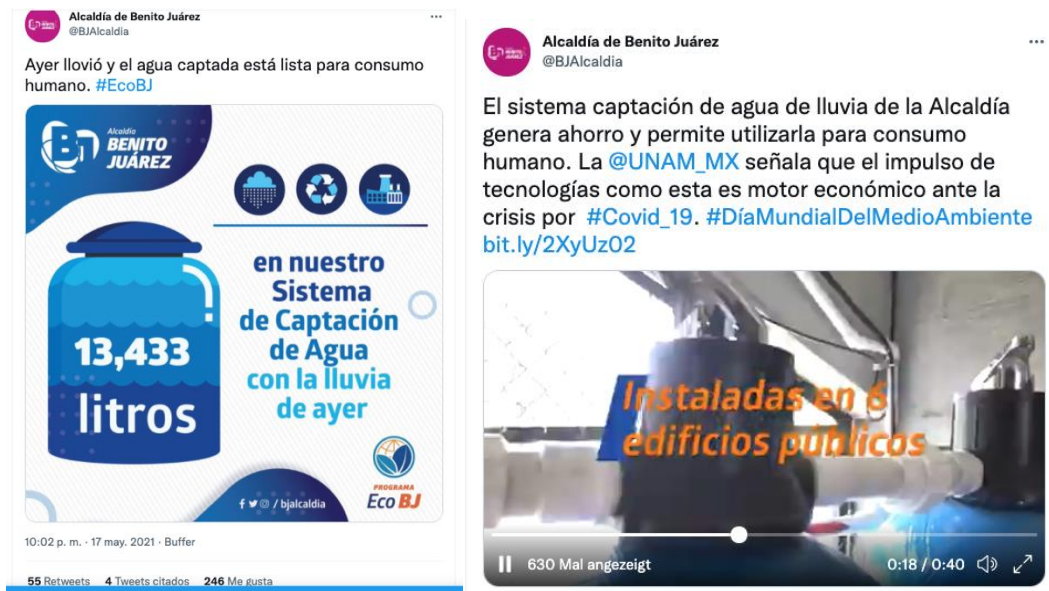 Alcaldía de Benito Juárez
@BJAlcaldia
Ayer llovió y el agua captada está lista para consumo
humano. #EcoBJ
Alcaldía
BENITO
JUÁREZ
en nuestro
Sistema
de Captación
de Agua
con la lluvia
de ayer
13,433
litros
PROGRAMA
Eco BJ
/ bjalcaldia
10:02 p. m. · 17 may. 2021 · Buffer
55 Retweets 4 Tweets citados 246 Me gusta
Alcaldía de Benito Juárez
@BJAlcaldia
El sistema captación de agua de lluvia de la Alcaldía
genera ahorro y permite utilizarla para consumo
humano. La @UNAM_MX señala que el impulso de
tecnologías como esta es motor económico ante la
crisis por #Covid_19. #DíaMundialDelMedioAmbiente
bit.ly/2XyUz02
Instaladas en 6
edificios públicos
630 Mal angezeigt
0:18 / 0:40